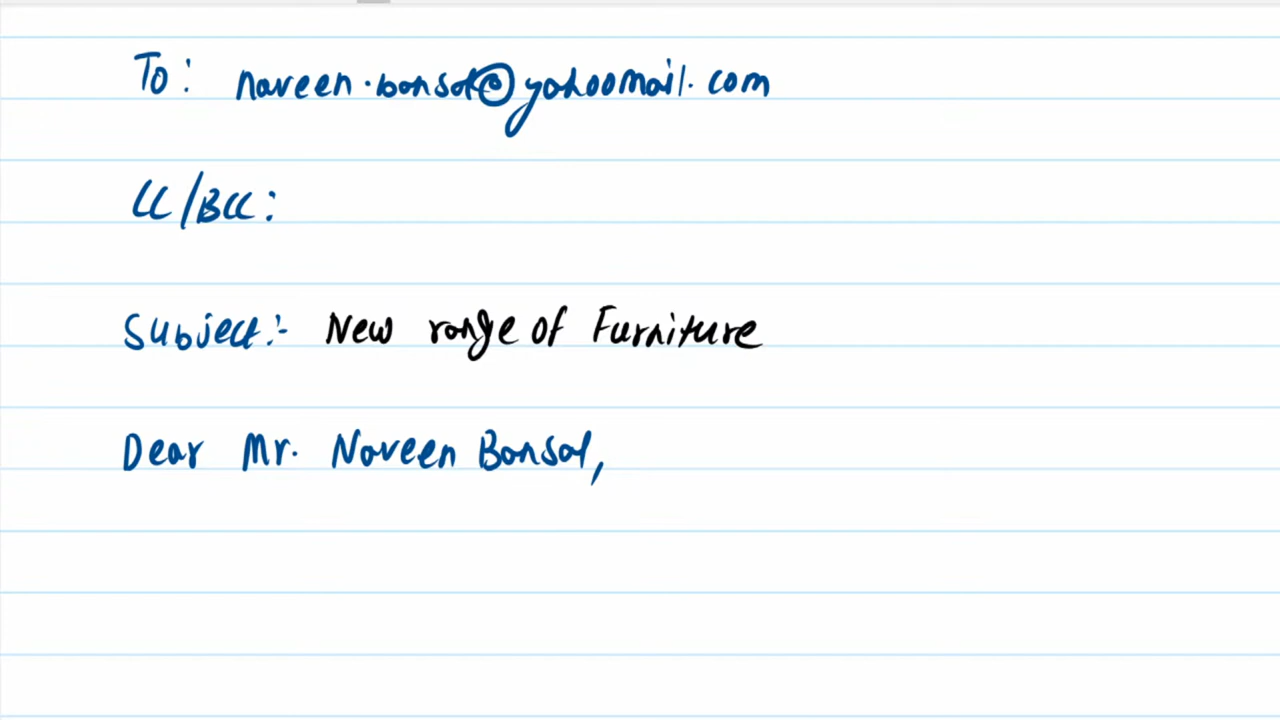 To: naveen.bansal@yahoomail.com
CC/BCC:
Subject:- New range of Furniture
Dear Mr. Naveen Bansal,